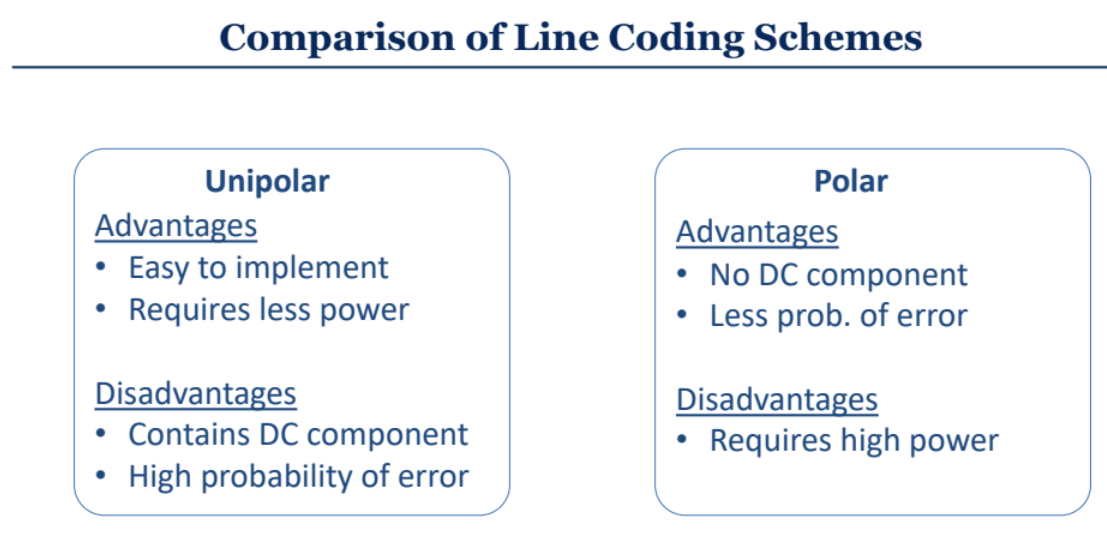 Comparison of Line Coding Schemes
Unipolar
Advantages
• Easy to implement
• Requires less power
Disadvantages
• Contains DC component
• High probability of error
Polar
Advantages
• No DC component
• Less prob. of error
Disadvantages
• Requires high power